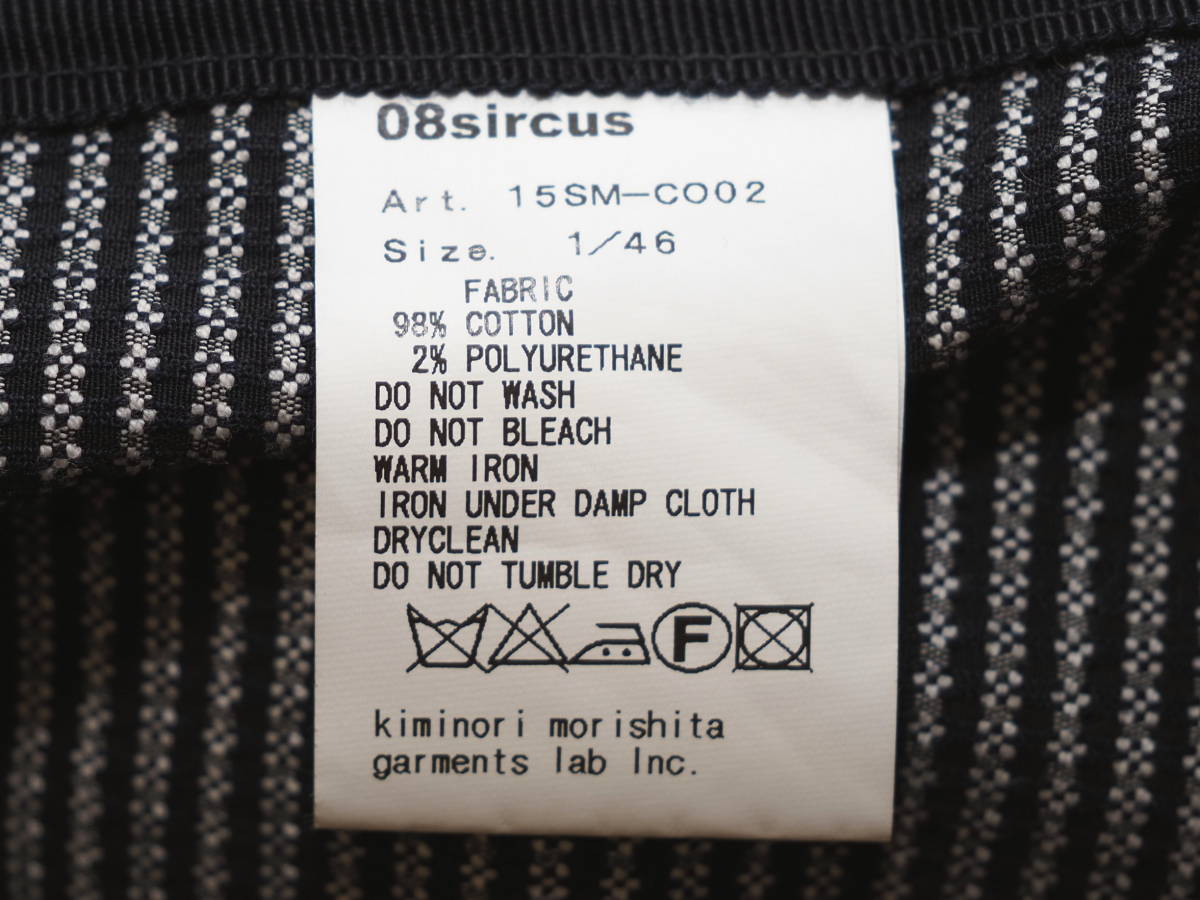 08sircus
Art. 15SM-CO02
Size. 1/46
FABRIC
98% COTTON
2% POLYURETHANE
DO NOT WASH
DO NOT BLEACH
WARM IRON
IRON UNDER DAMP CLOTH
DRYCLEAN
DO NOT TUMBLE DRY
F
kiminori morishita
garments lab Inc.